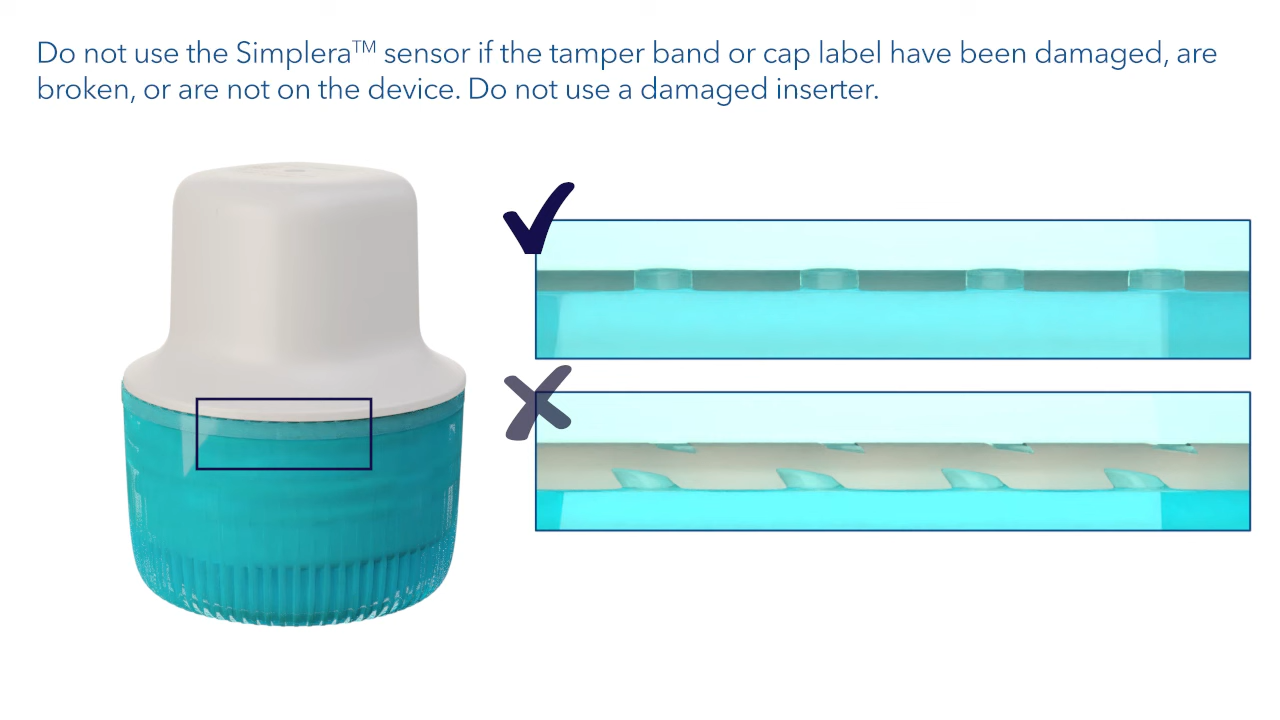 Do not use the Simplera™ sensor if the tamper band or cap label have been damaged, are
broken, or are not on the device. Do not use a damaged inserter.